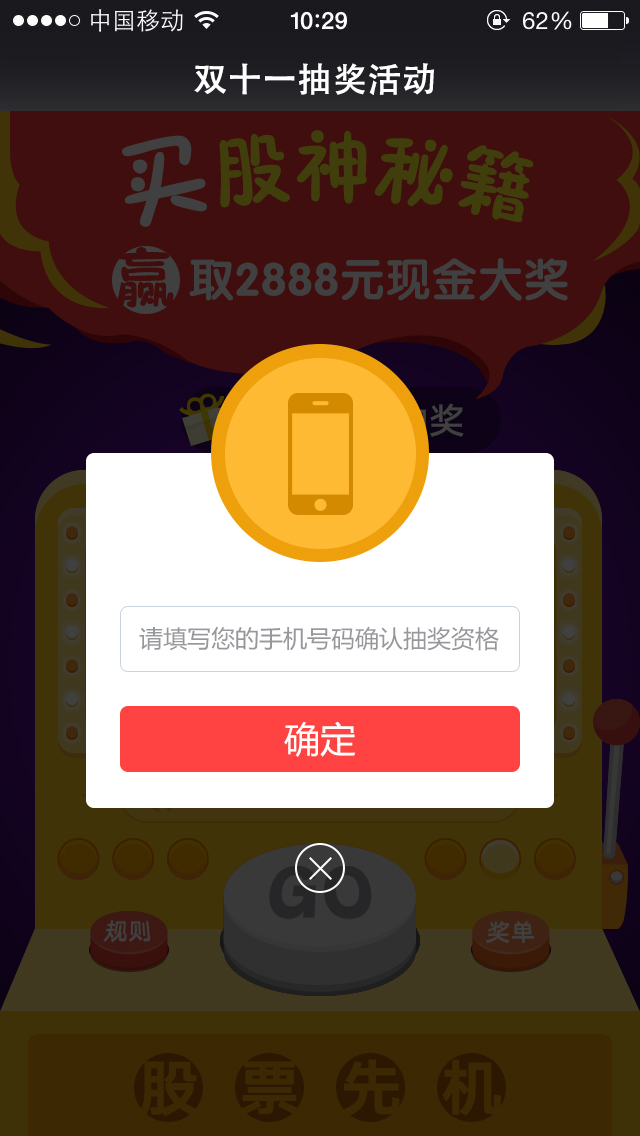 中国移动 10:29 62%
双十一抽奖活动
买股神秘籍
赢取2888元现金大奖
奖
请填写您的手机号码确认抽奖资格
确定
GO
规则 奖单
股票先机